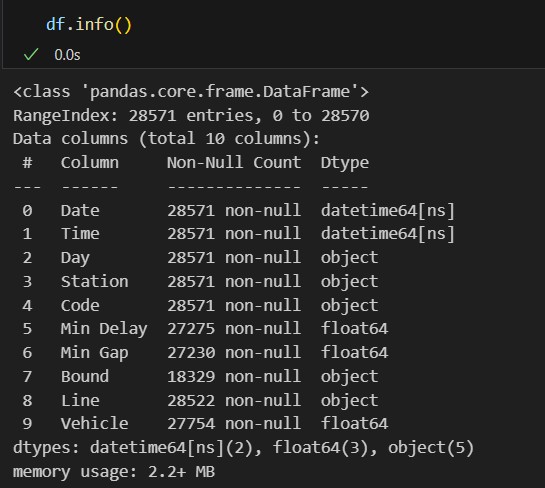 df.info()
✓ 0.0s
<class 'pandas.core.frame.DataFrame'>
RangeIndex: 28571 entries, 0 to 28570
Data columns (total 10 columns):
 #   Column     Non-Null Count  Dtype
---  ------     --------------  -----
 0   Date       28571 non-null  datetime64[ns]
 1   Time       28571 non-null  datetime64[ns]
 2   Day        28571 non-null  object
 3   Station    28571 non-null  object
 4   Code       28571 non-null  object
 5   Min Delay  27275 non-null  float64
 6   Min Gap    27230 non-null  float64
 7   Bound      18329 non-null  object
 8   Line       28522 non-null  object
 9   Vehicle    27754 non-null  float64
dtypes: datetime64[ns](2), float64(3), object(5)
memory usage: 2.2+ MB